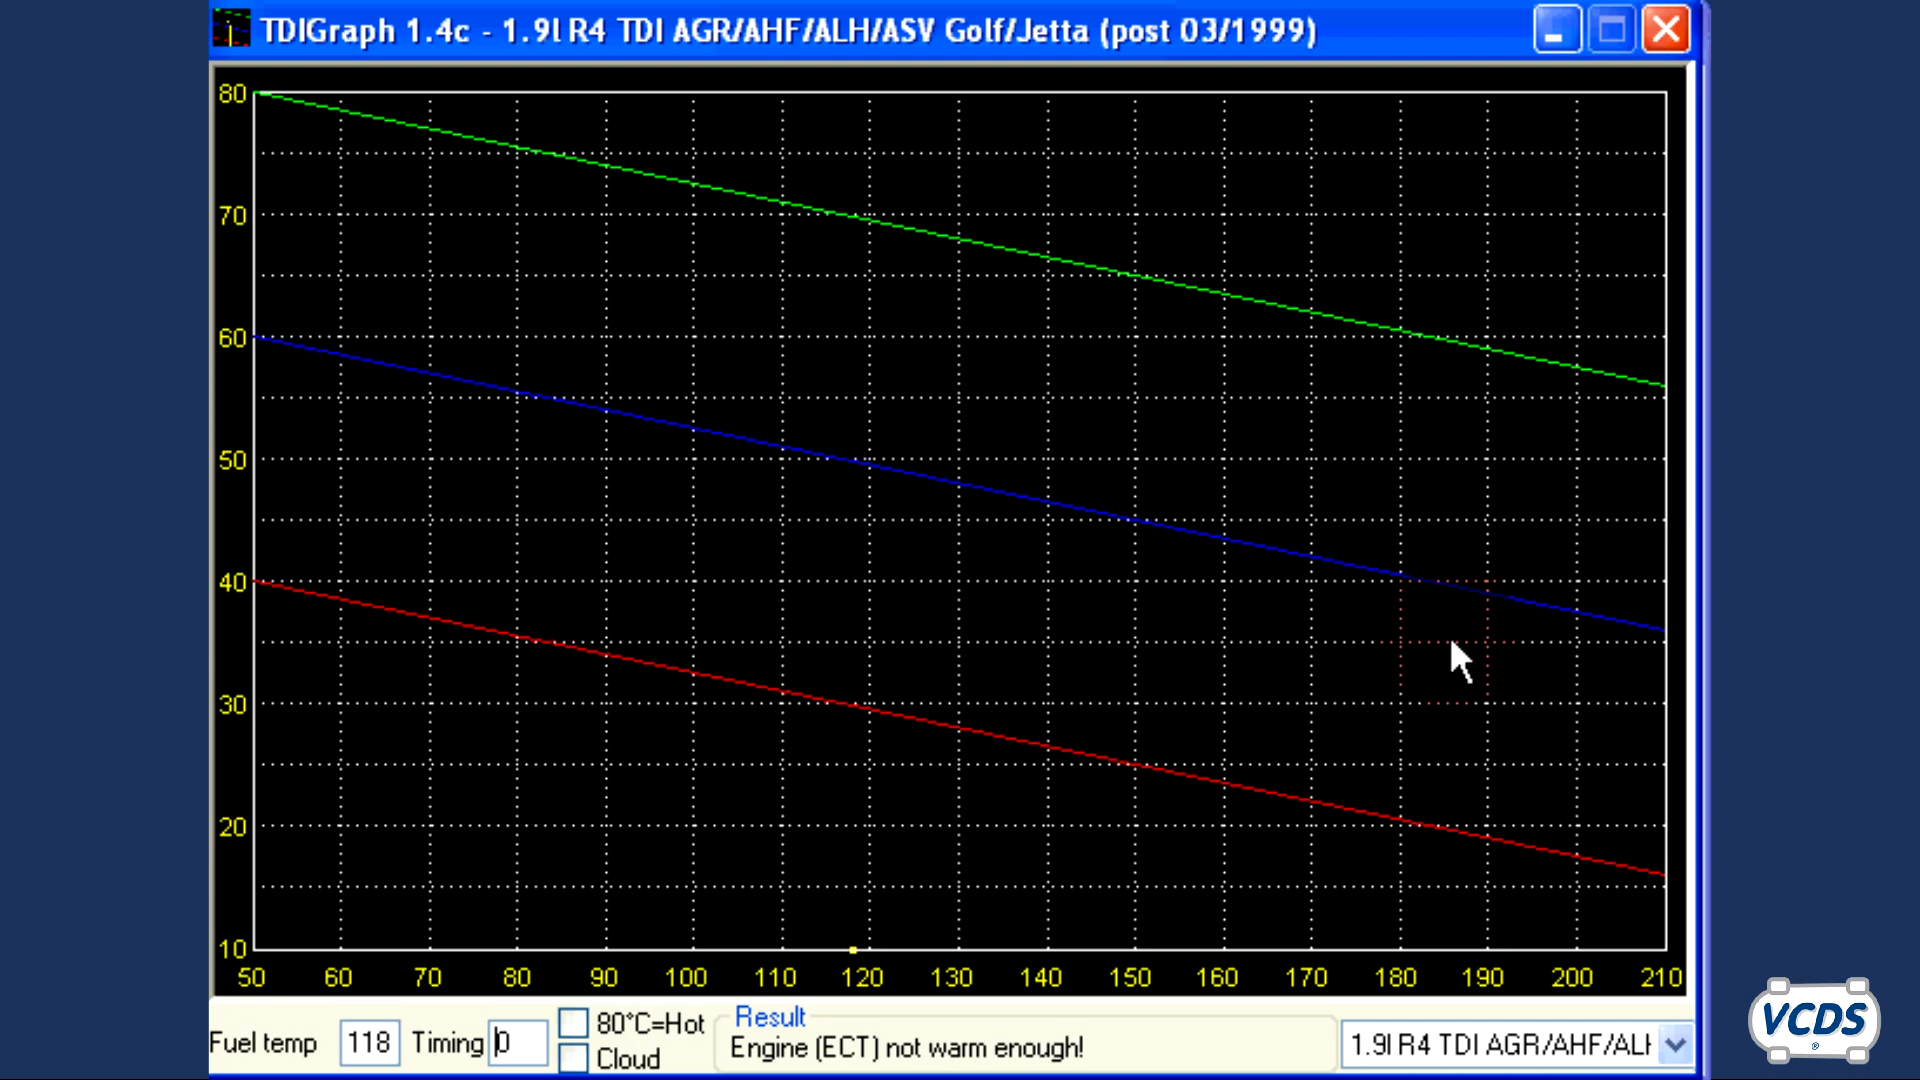 TDIGraph 1.4c - 1.9l R4 TDI AGR/AHF/ALH/ASV Golf/Jetta (post 03/1999)
80
70
60
50
40
30
20
10
50 60 70 80 90 100 110 120 130 140 150 160 170 180 190 200 210
Fuel temp 118 Timing 0
80°C=Hot
Cloud
Result
Engine (ECT) not warm enough!
1.9l R4 TDI AGR/AHF/ALH
VCDS
®